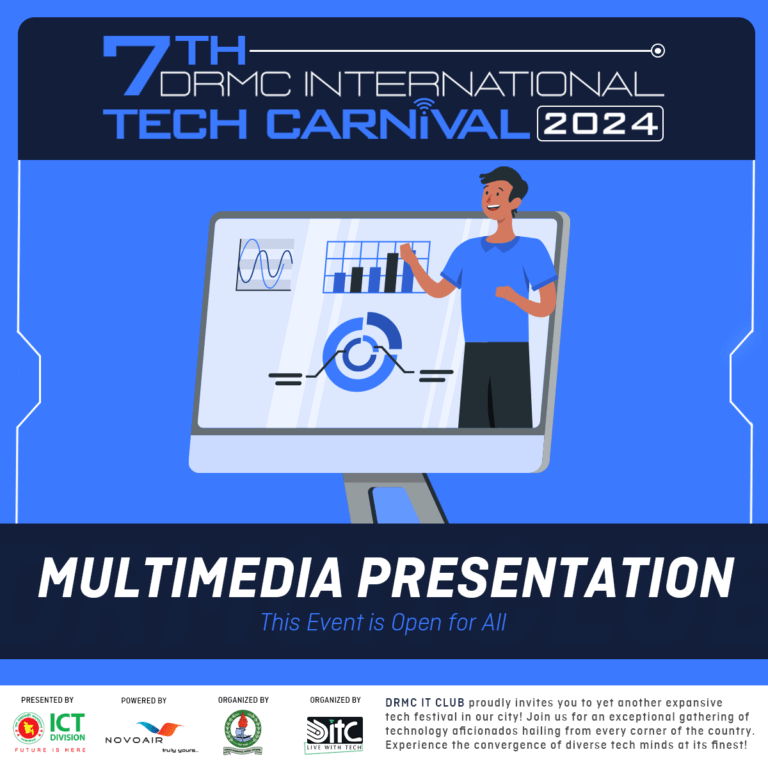 7TH
DRMC INTERNATIONAL
TECH CARNIVAL 2024
MULTIMEDIA PRESENTATION
This Event is Open for All
PRESENTED BY
ICT
DIVISION
FUTURE IS HERE
POWERED BY
NOVOAIR
truly yours...
ORGANIZED BY
ORGANIZED BY
DITC
LIVE WITH TECH
DRMC IT CLUB proudly invites you to yet another expansive
tech festival in our city! Join us for an exceptional gathering of
technology aficionados hailing from every corner of the country.
Experience the convergence of diverse tech minds at its finest!